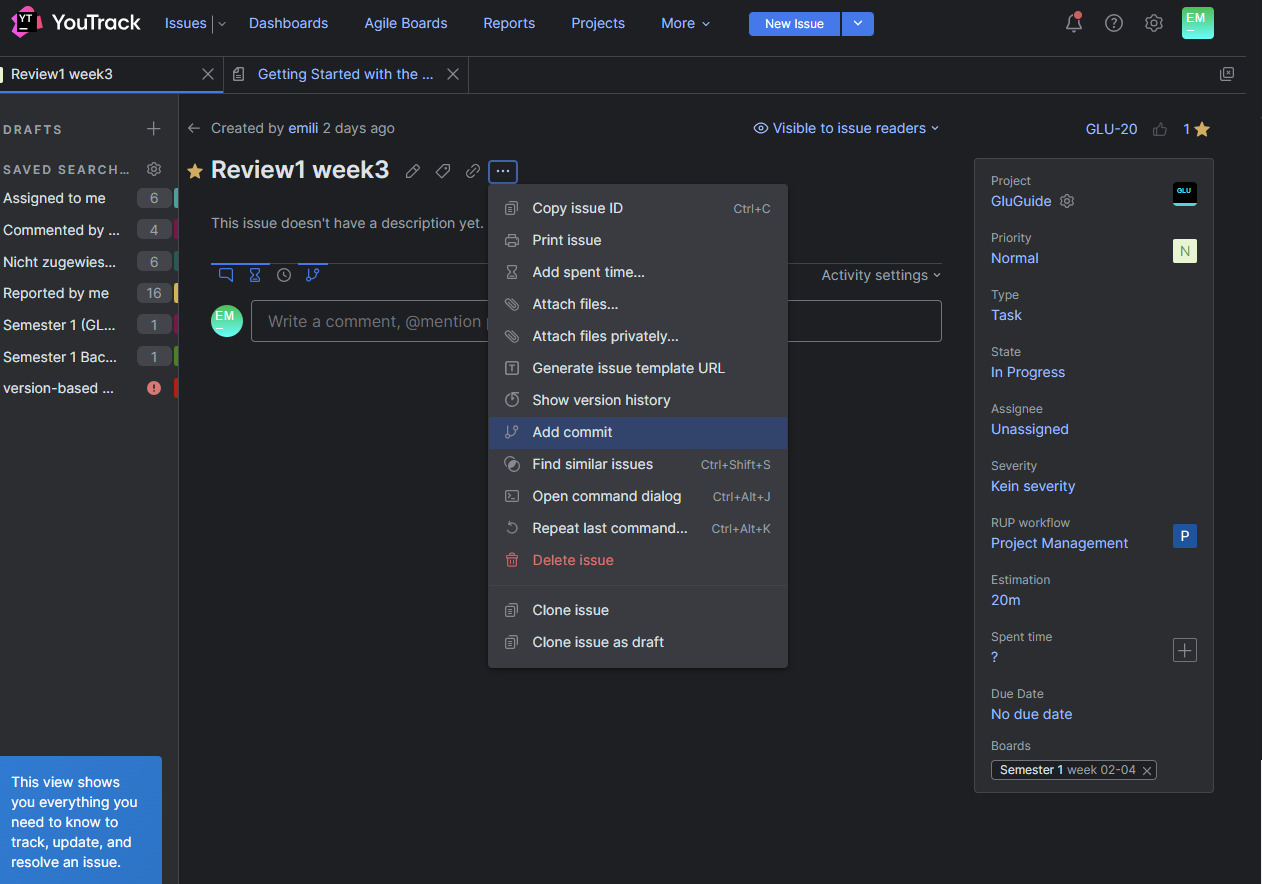 YT YouTrack Issues Dashboards Agile Boards Reports Projects More New Issue EM
Review1 week3 Getting Started with the ...
DRAFTS
SAVED SEARCH...
Assigned to me 6
Commented by ... 4
Nicht zugewies... 6
Reported by me 16
Semester 1 (GL... 1
Semester 1 Bac... 1
version-based ...
This view shows
you everything you
need to know to
track, update, and
resolve an issue.
Created by emili 2 days ago Visible to issue readers
Review1 week3
This issue doesn't have a description yet.
Activity settings
EM
Write a comment, @mention
Copy issue ID Ctrl+C
Print issue
Add spent time...
Attach files...
Attach files privately...
Generate issue template URL
Show version history
Add commit
Find similar issues Ctrl+Shift+S
Open command dialog Ctrl+Alt+J
Repeat last command... Ctrl+Alt+K
Delete issue
Clone issue
Clone issue as draft
GLU-20 1
Project
GluGuide GLU
Priority
Normal N
Type
Task
State
In Progress
Assignee
Unassigned
Severity
Kein severity
RUP workflow
Project Management P
Estimation
20m
Spent time
?
Due Date
No due date
Boards
Semester 1 week 02-04